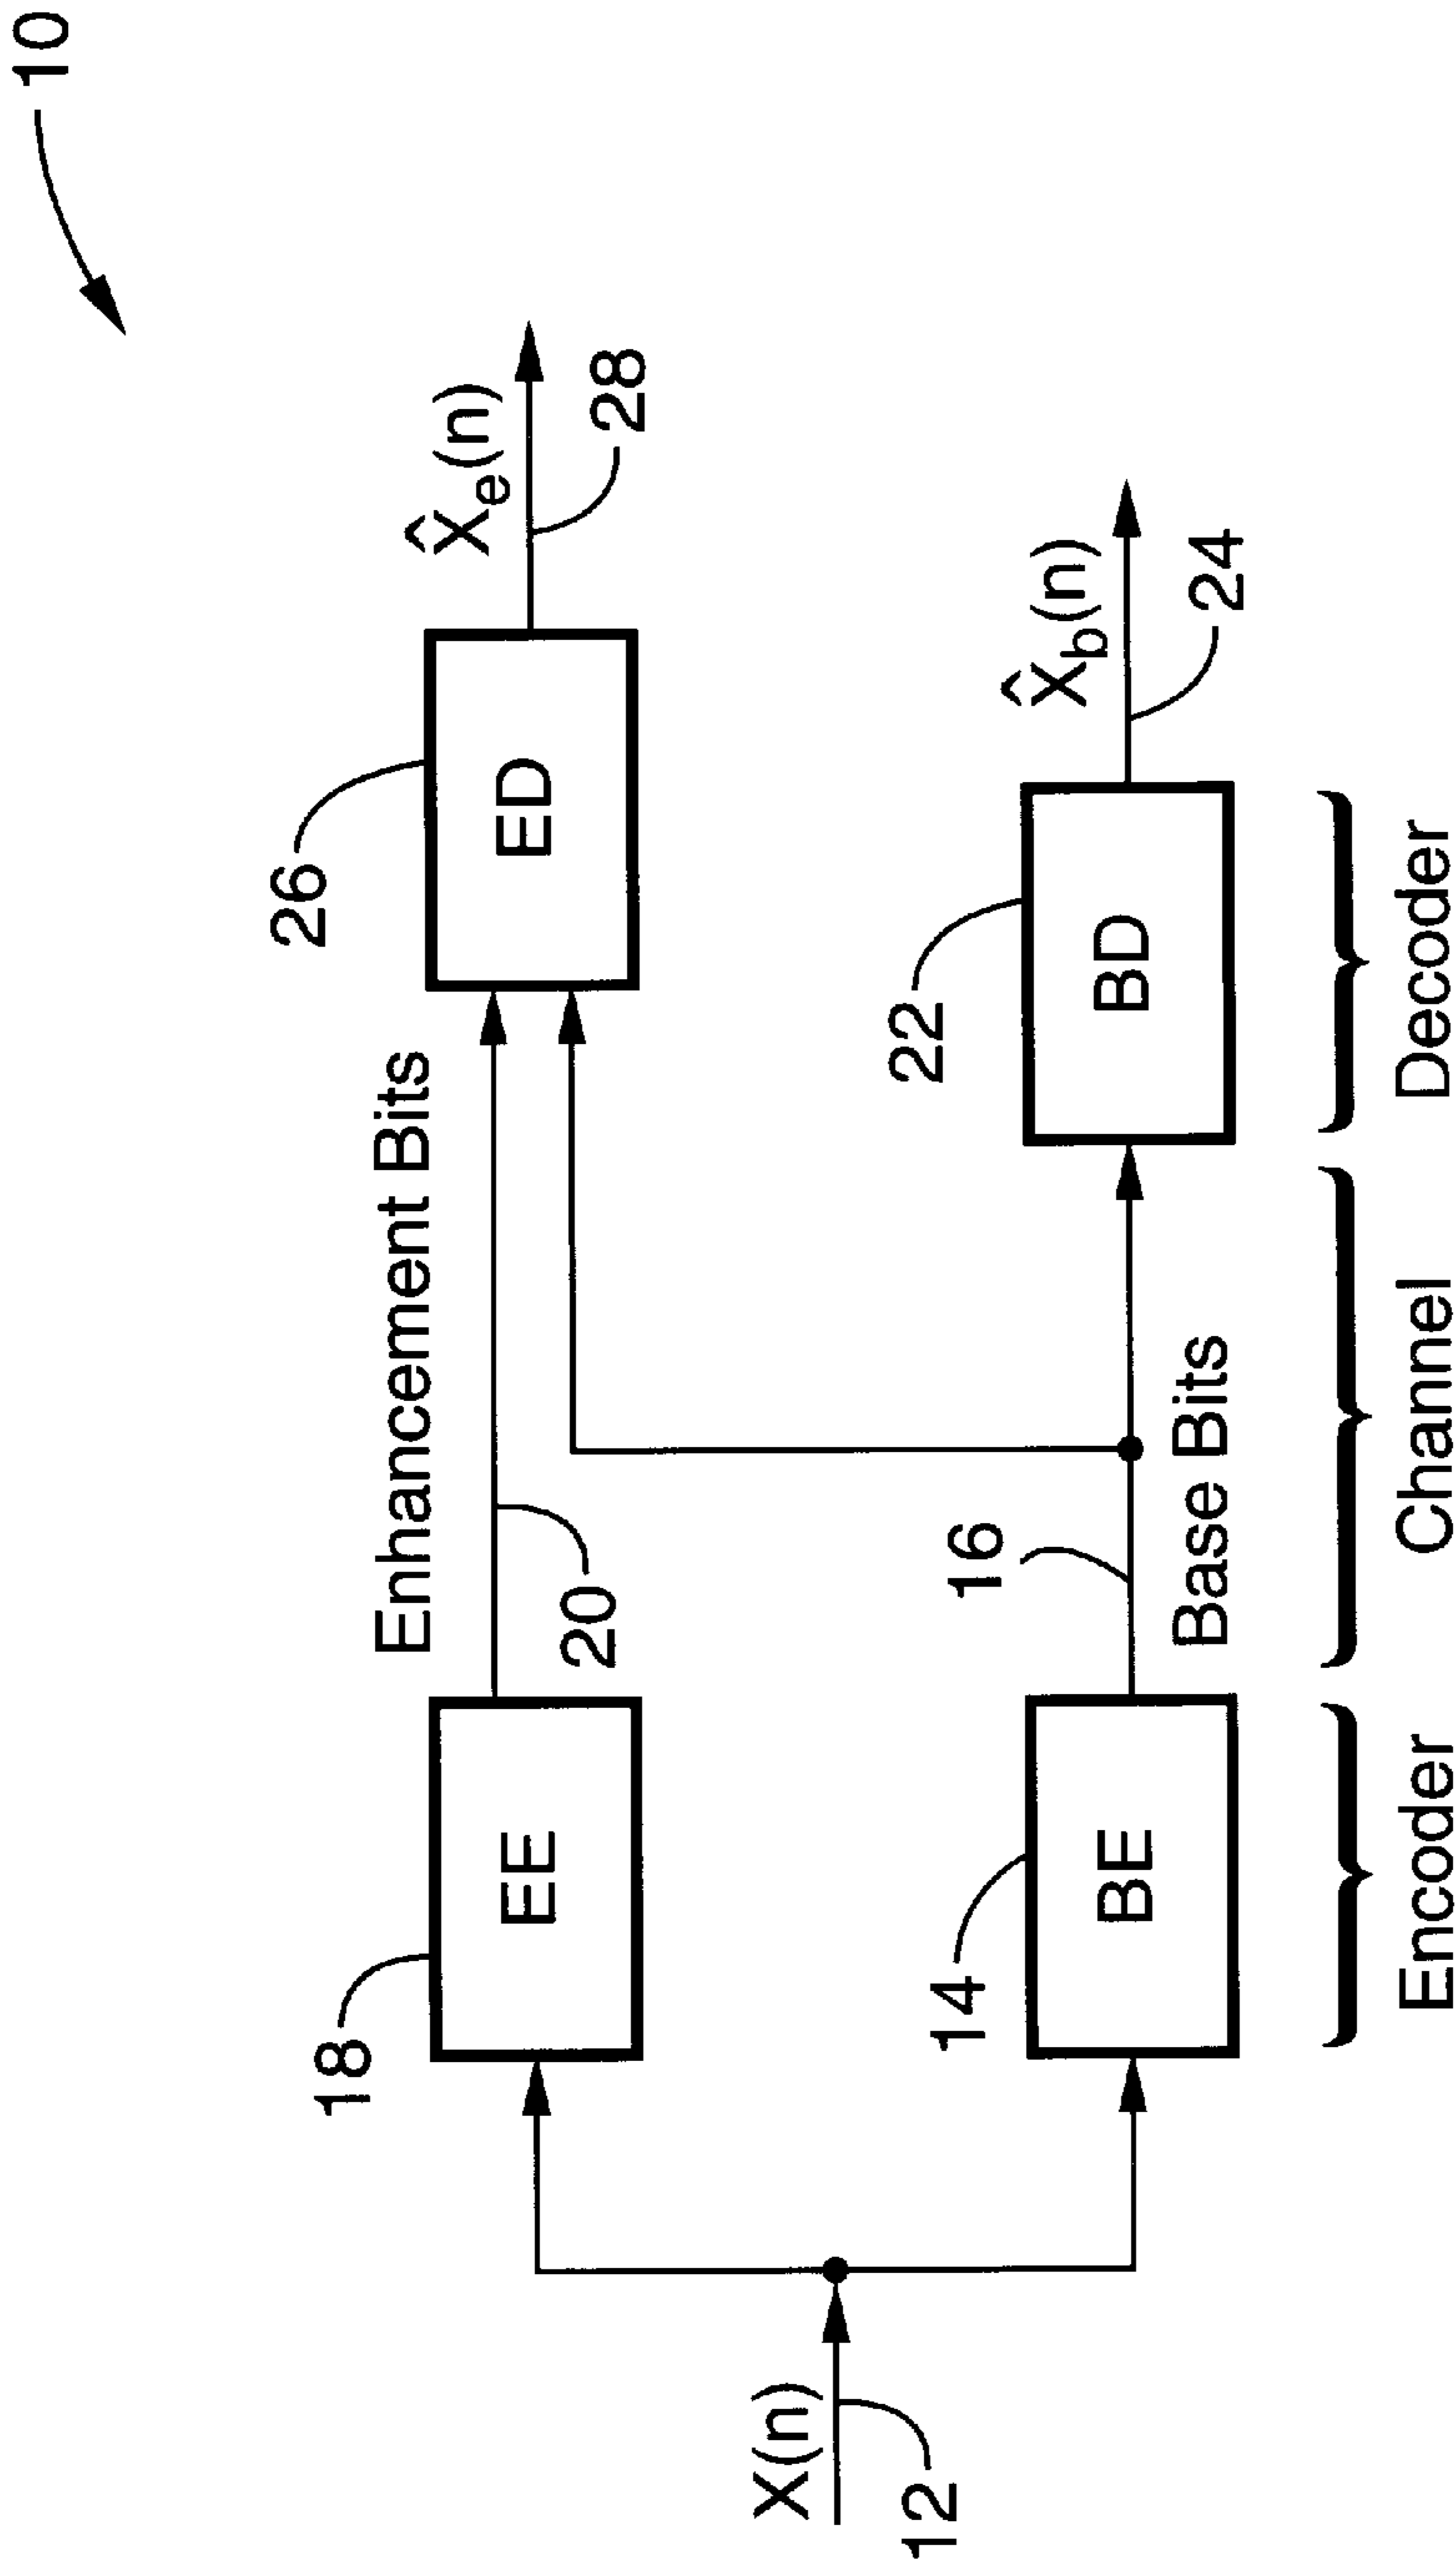 10
X̂e(n)
28
26
ED
Enhancement Bits
20
EE
18
X̂b(n)
24
22
BD
16
Base Bits
BE
14
X(n)
12
Encoder
Channel
Decoder